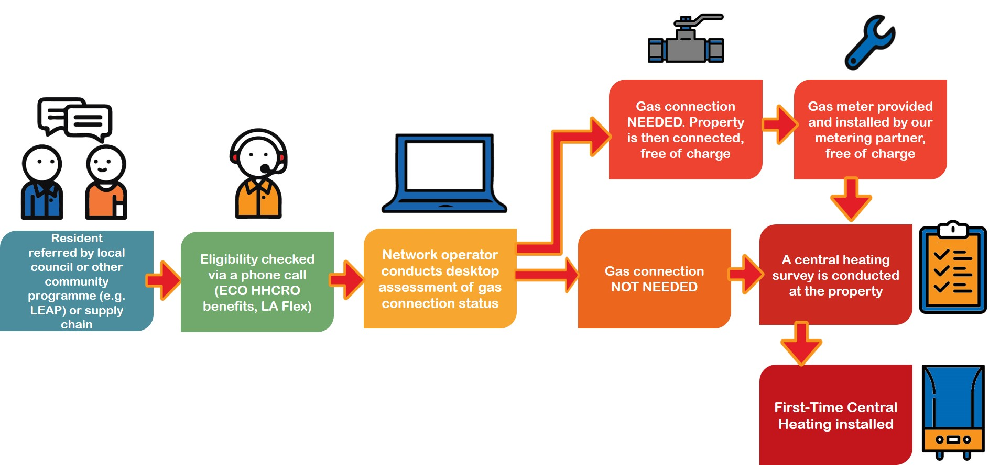 Resident
referred by local
council or other
community
programme (e.g.
LEAP) or supply
chain
Eligibility checked
via a phone call
(ECO HHCRO
benefits, LA Flex)
Network operator
conducts desktop
assessment of gas
connection status
Gas connection
NEEDED. Property
is then connected,
free of charge
Gas meter provided
and installed by our
metering partner,
free of charge
Gas connection
NOT NEEDED
A central heating
survey is conducted
at the property
First-Time Central
Heating installed